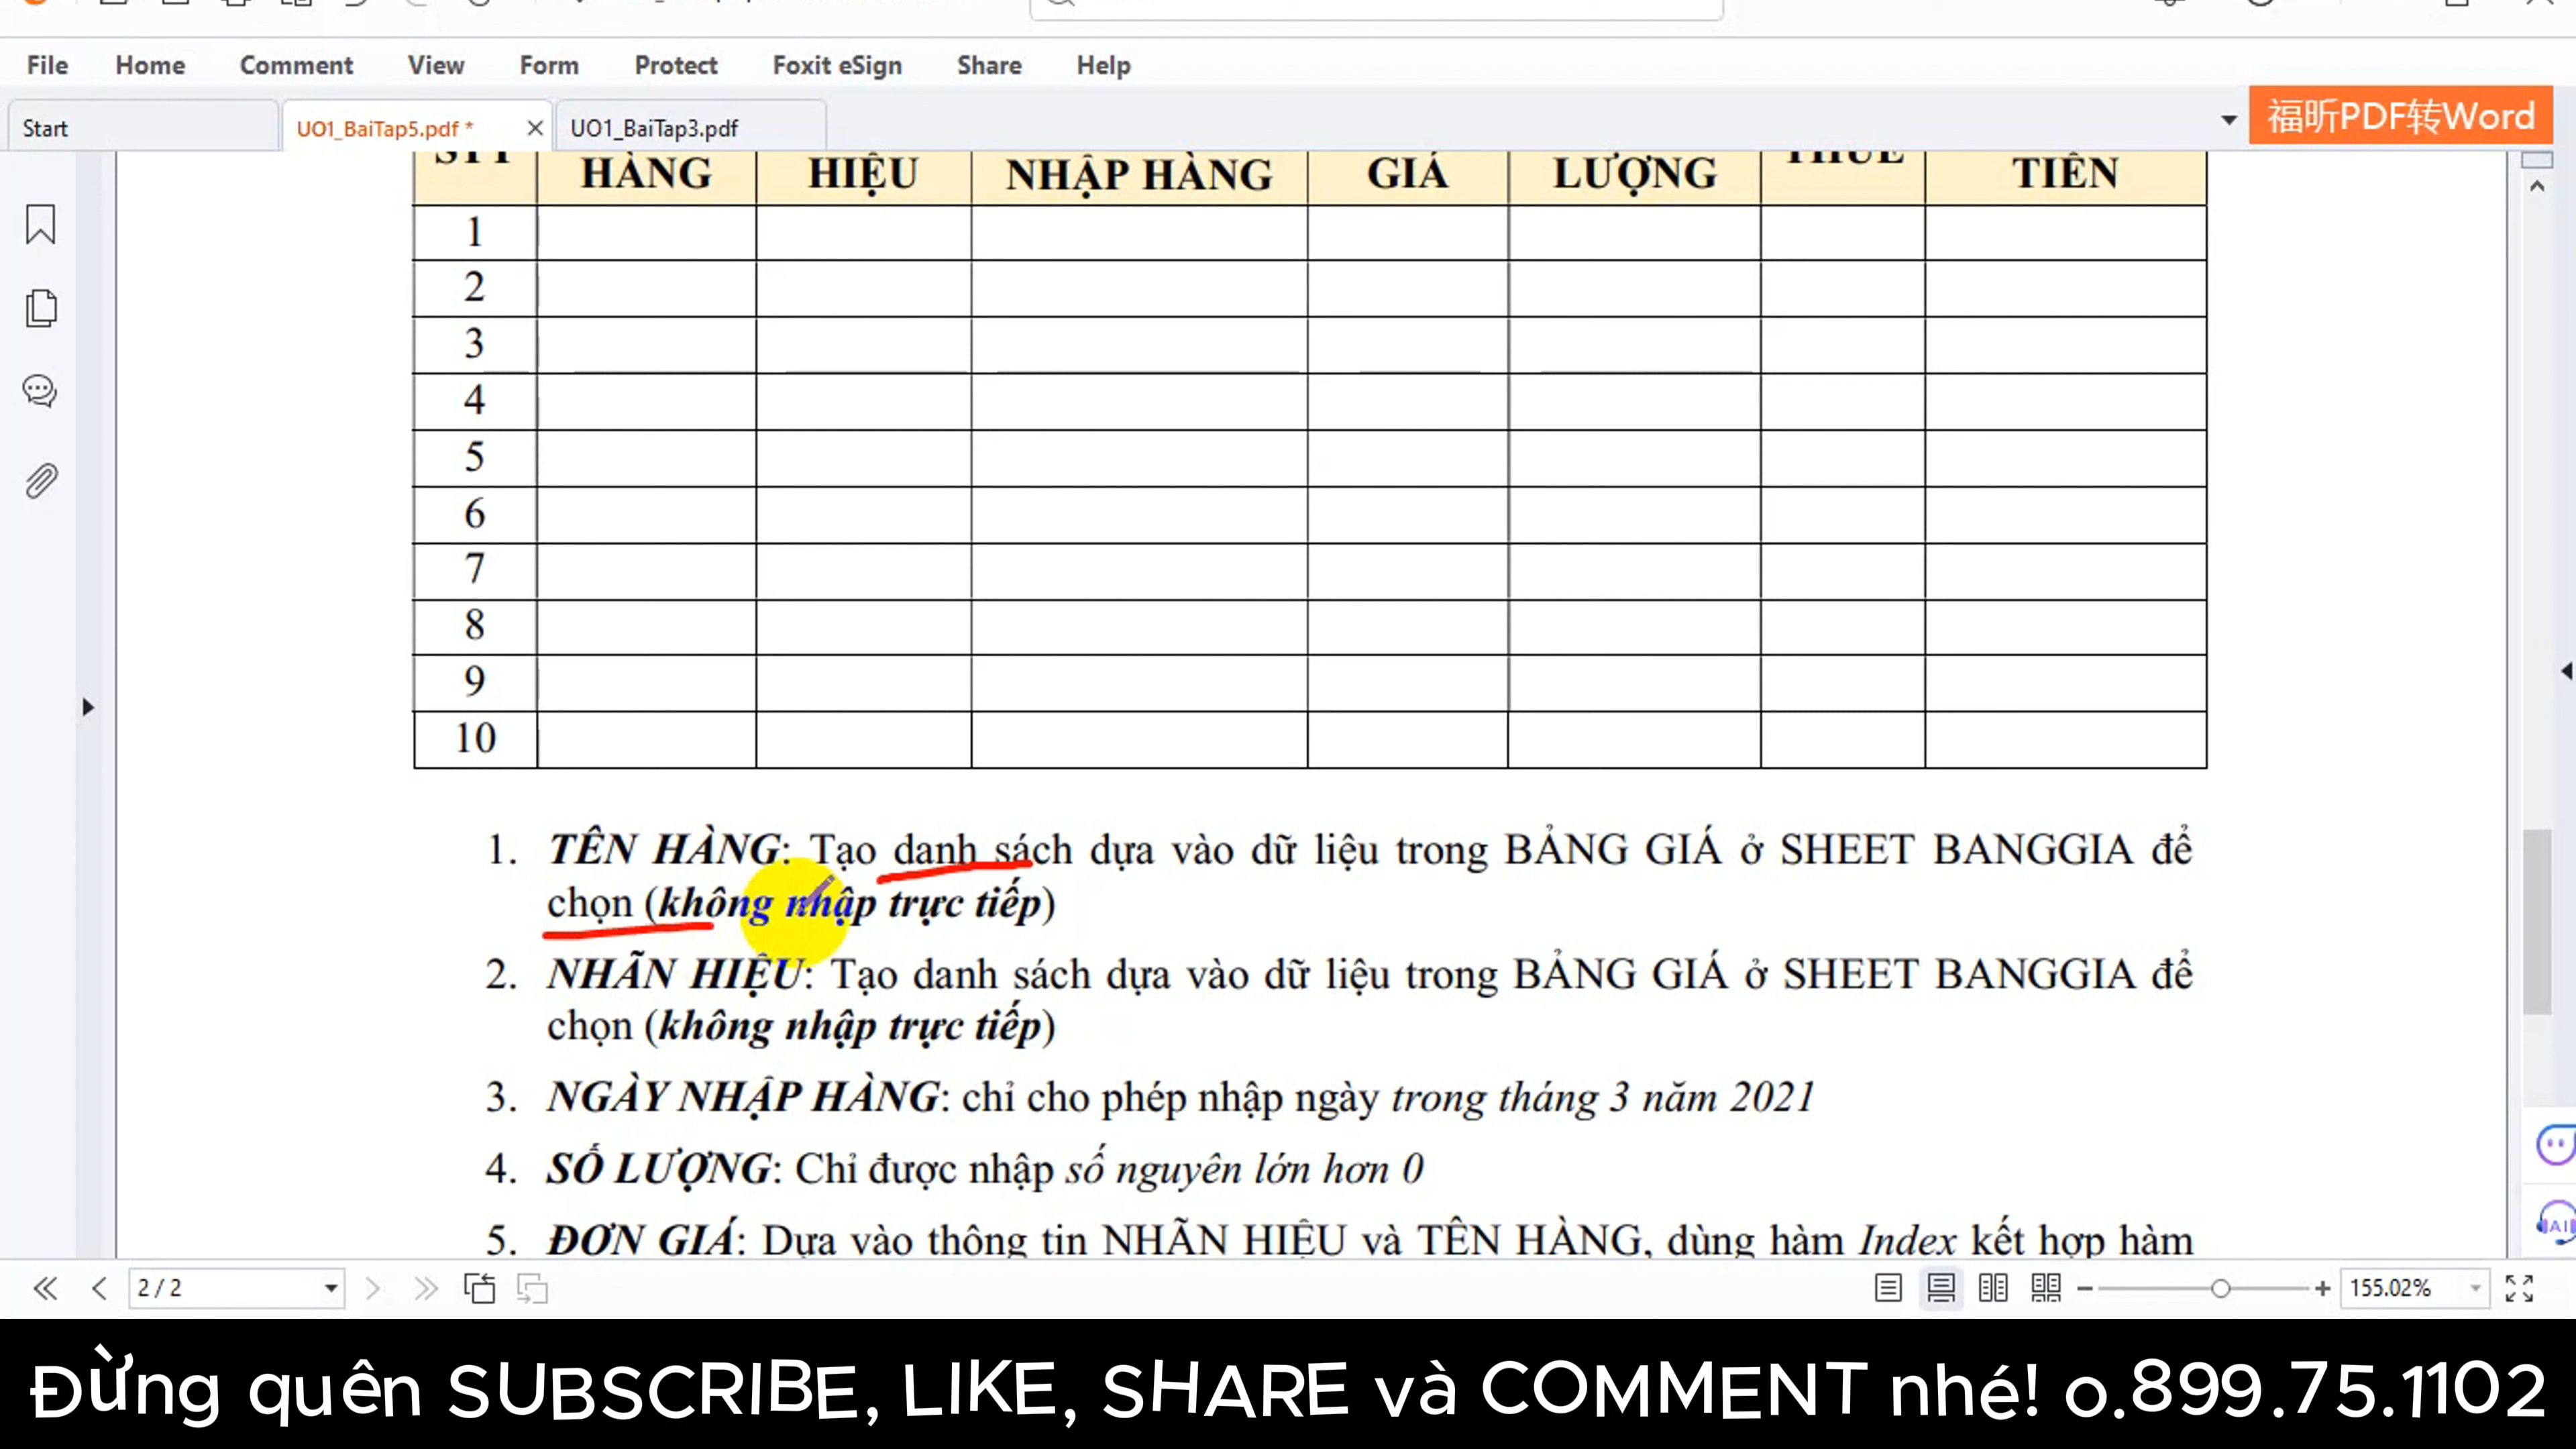 File Home Comment View Form Protect Foxit eSign Share Help
Start UO1_BaiTap5.pdf * UO1_BaiTap3.pdf 福昕PDF转Word
STT HÀNG HIỆU NHẬP HÀNG GIÁ LƯỢNG THUẾ TIỀN
1
2
3
4
5
6
7
8
9
10
1. TÊN HÀNG: Tạo danh sách dựa vào dữ liệu trong BẢNG GIÁ ở SHEET BANGGIA để
chọn (không nhập trực tiếp)
2. NHÃN HIỆU: Tạo danh sách dựa vào dữ liệu trong BẢNG GIÁ ở SHEET BANGGIA để
chọn (không nhập trực tiếp)
3. NGÀY NHẬP HÀNG: chỉ cho phép nhập ngày trong tháng 3 năm 2021
4. SỐ LƯỢNG: Chỉ được nhập số nguyên lớn hơn 0
5. ĐƠN GIÁ: Dựa vào thông tin NHÃN HIỆU và TÊN HÀNG, dùng hàm Index kết hợp hàm
AI
2 / 2 155.02%
Đừng quên SUBSCRIBE, LIKE, SHARE và COMMENT nhé! 0.899.75.1102